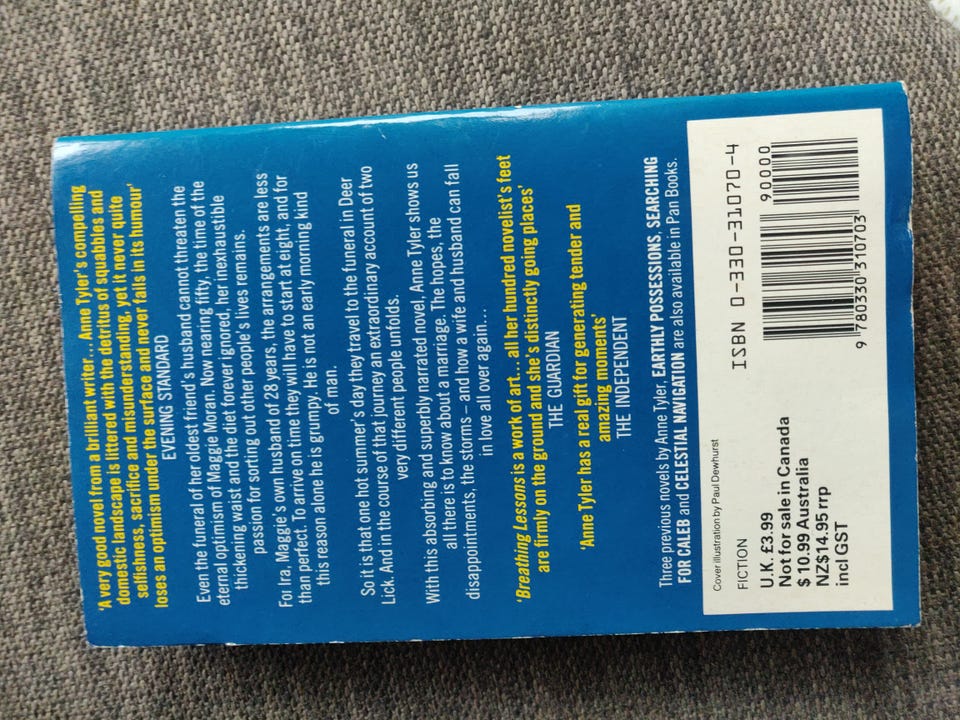 'A very good novel from a brilliant writer... Anne Tyler's compelling
domestic landscape is littered with the detritus of squabbles and
selfishness, sacrifice and misunderstanding, yet it never quite
loses an optimism under the surface and never fails in its humour'
EVENING STANDARD
Even the funeral of her oldest friend's husband cannot threaten the
eternal optimism of Maggie Moran. Now nearing fifty, the time of the
thickening waist and the diet forever ignored, her inexhaustible
passion for sorting out other people's lives remains.
For Ira, Maggie's own husband of 28 years, the arrangements are less
than perfect. To arrive on time they will have to start at eight, and for
this reason alone he is grumpy. He is not an early morning kind
of man.
So it is that one hot summer's day they travel to the funeral in Deer
Lick. And in the course of that journey an extraordinary account of two
very different people unfolds.
With this absorbing and superbly narrated novel, Anne Tyler shows us
all there is to know about a marriage. The hopes, the
disappointments, the storms – and how a wife and husband can fall
in love all over again...
'Breathing Lessons is a work of art... all her hundred novelist's feet
are firmly on the ground and she's distinctly going places'
THE GUARDIAN
'Anne Tyler has a real gift for generating tender and
amazing moments'
THE INDEPENDENT
Three previous novels by Anne Tyler, EARTHLY POSSESSIONS, SEARCHING
FOR CALEB and CELESTIAL NAVIGATION are also available in Pan Books.
Cover illustration by Paul Dewhurst
FICTION
U.K. £3.99
Not for sale in Canada
$ 10.99 Australia
NZ$14.95 rrp
incl GST
ISBN 0-330-31070-4
90000
9 780330 310703